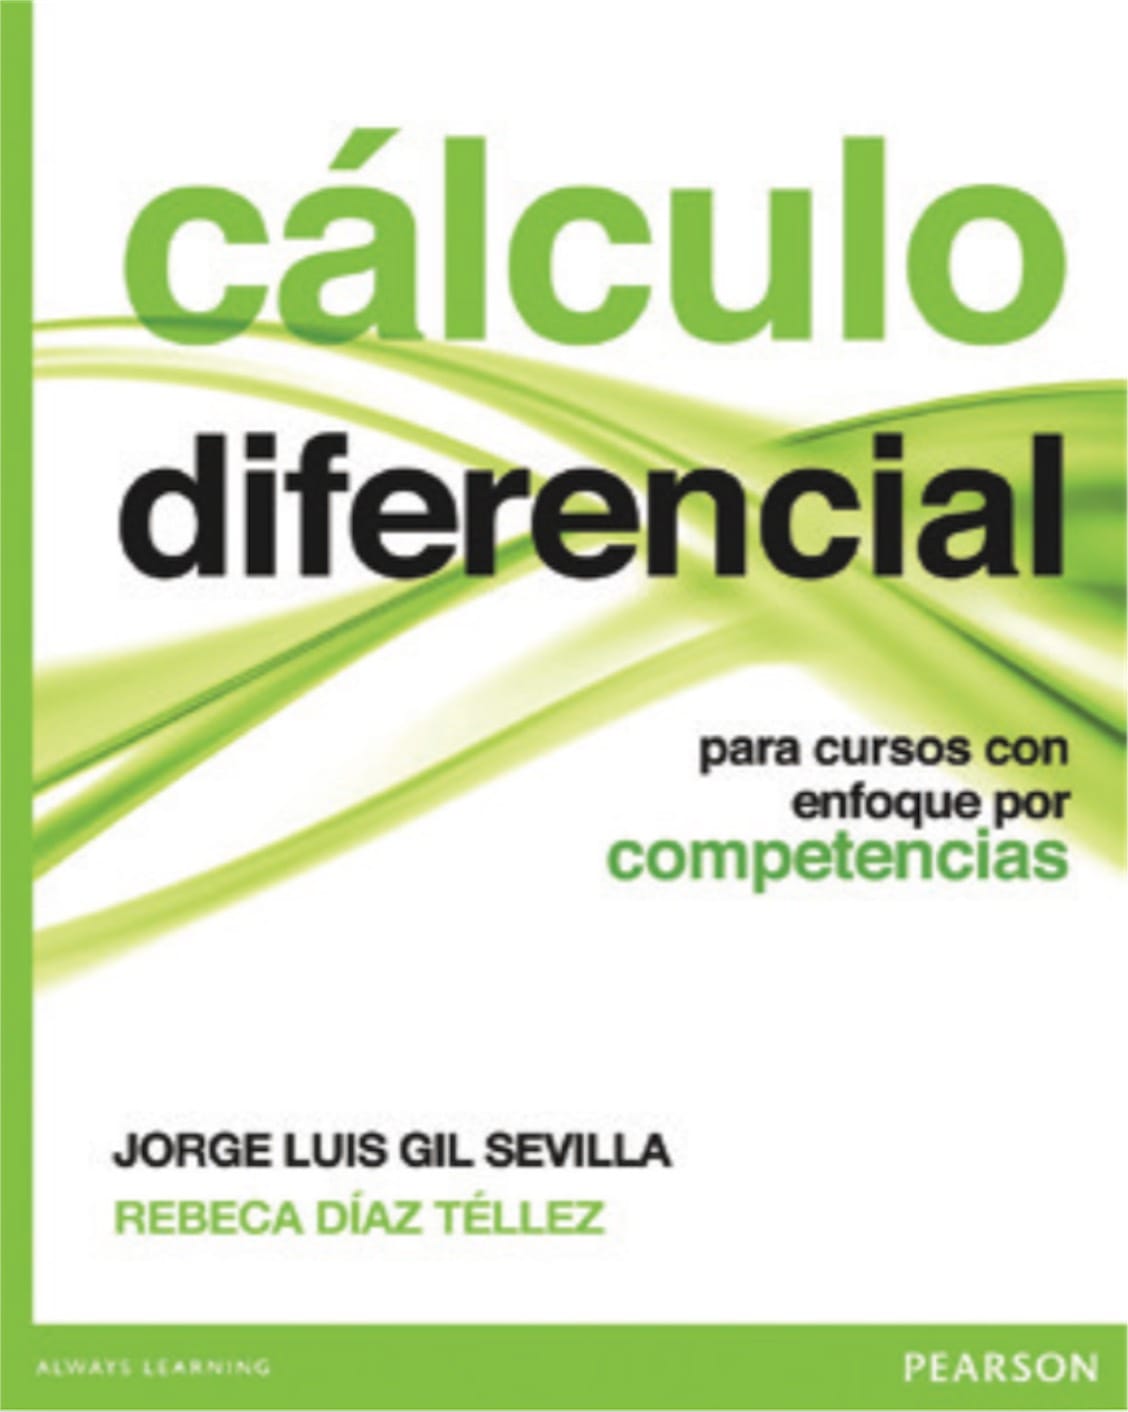 cálculo
diferencial
para cursos con
enfoque por
competencias
JORGE LUIS GIL SEVILLA
REBECA DÍAZ TÉLLEZ
ALWAYS LEARNING
PEARSON